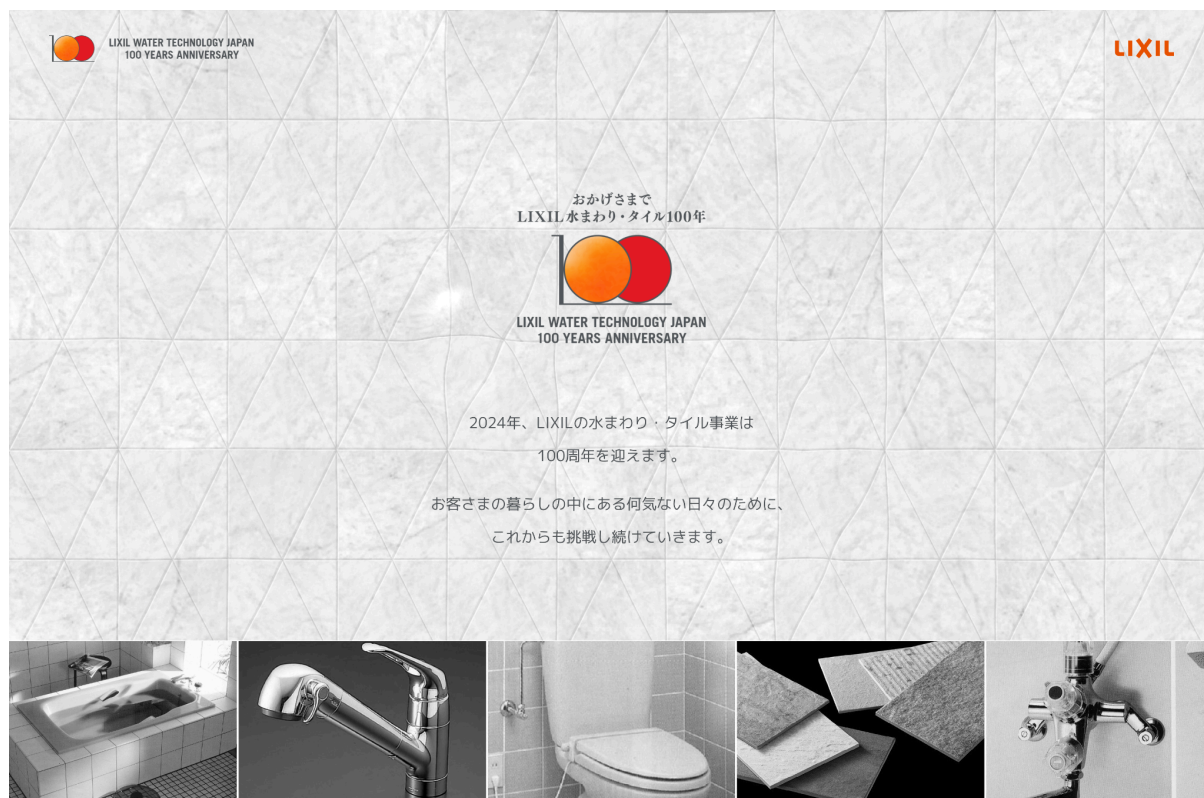 LIXIL WATER TECHNOLOGY JAPAN
100 YEARS ANNIVERSARY
LIXIL
おかげさまで
LIXIL水まわり・タイル100年
100
LIXIL WATER TECHNOLOGY JAPAN
100 YEARS ANNIVERSARY
2024年、LIXILの水まわり・タイル事業は
100周年を迎えます。
お客さまの暮らしの中にある何気ない日々のために、
これからも挑戦し続けていきます。